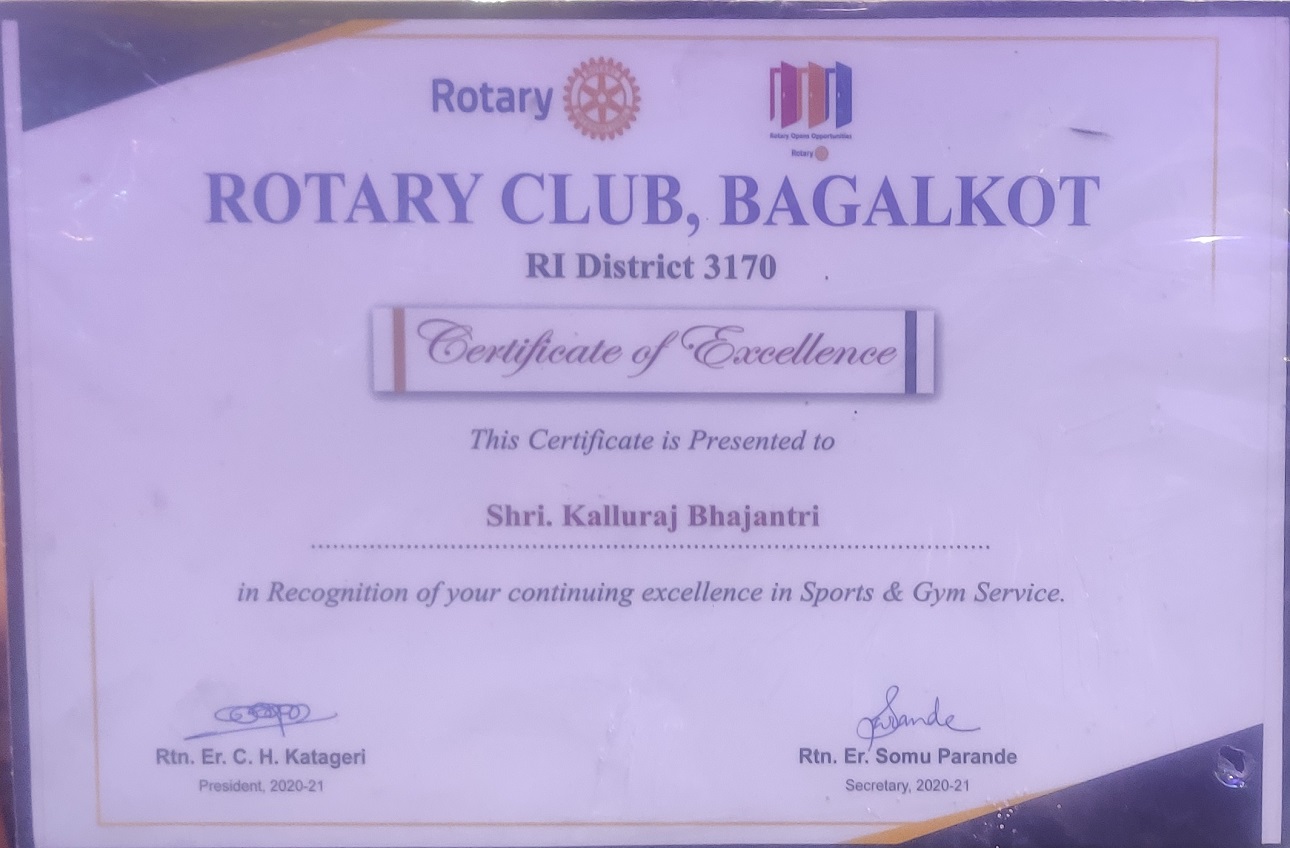 Rotary
Rotary Opens Opportunities
Rotary
ROTARY CLUB, BAGALKOT
RI District 3170
Certificate of Excellence
This Certificate is Presented to
Shri. Kalluraj Bhajantri
in Recognition of your continuing excellence in Sports & Gym Service.
Rtn. Er. C. H. Katageri
President, 2020-21
Parande
Rtn. Er. Somu Parande
Secretary, 2020-21